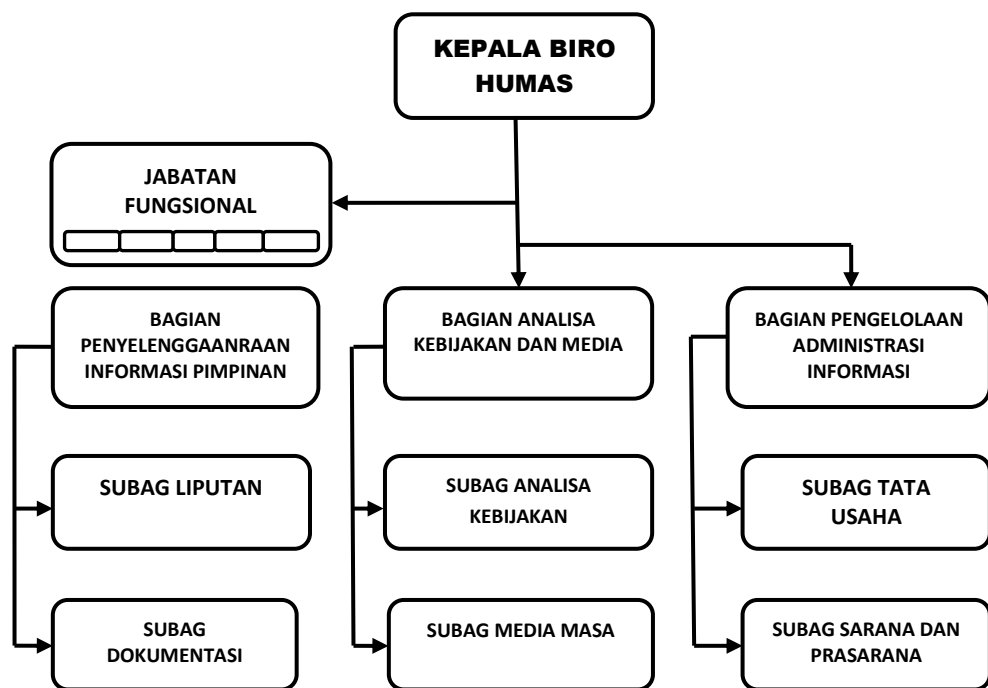 KEPALA BIRO
HUMAS
JABATAN
FUNGSIONAL
BAGIAN
PENYELENGGAANRAAN
INFORMASI PIMPINAN
BAGIAN ANALISA
KEBIJAKAN DAN MEDIA
BAGIAN PENGELOLAAN
ADMINISTRASI
INFORMASI
SUBAG LIPUTAN
SUBAG ANALISA
KEBIJAKAN
SUBAG TATA
USAHA
SUBAG
DOKUMENTASI
SUBAG MEDIA MASA
SUBAG SARANA DAN
PRASARANA